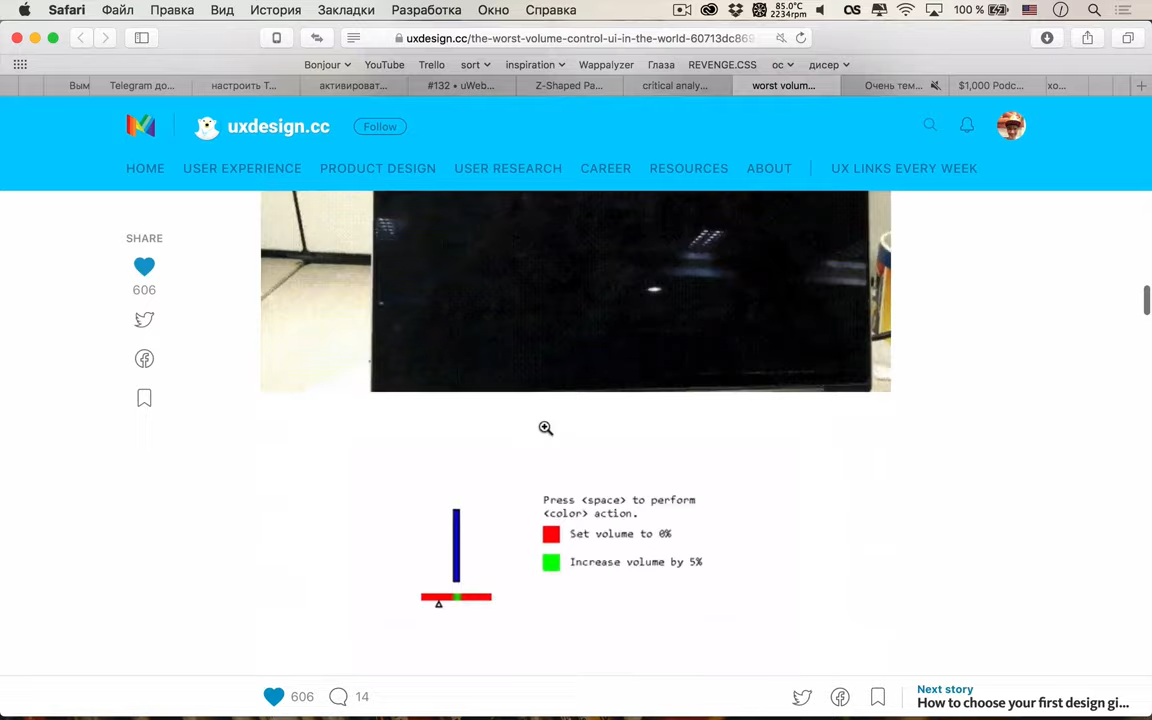 Safari Файл Правка Вид История Закладки Разработка Окно Справка 85.0°C 2234rpm 100 %
uxdesign.cc/the-worst-volume-control-ui-in-the-world-60713dc869
Bonjour YouTube Trello sort inspiration Wappalyzer Глаза REVENGE.CSS ос дисер
Вым Telegram до... настроить Т... активироват... #132 • uWeb... Z-Shaped Pa... critical analy... worst volum... Очень тем... $1,000 Podc... хо...
uxdesign.cc Follow
HOME USER EXPERIENCE PRODUCT DESIGN USER RESEARCH CAREER RESOURCES ABOUT UX LINKS EVERY WEEK
SHARE
606
Press <space> to perform
<color> action.
Set volume to 0%
Increase volume by 5%
606 14
Next story
How to choose your first design gi...